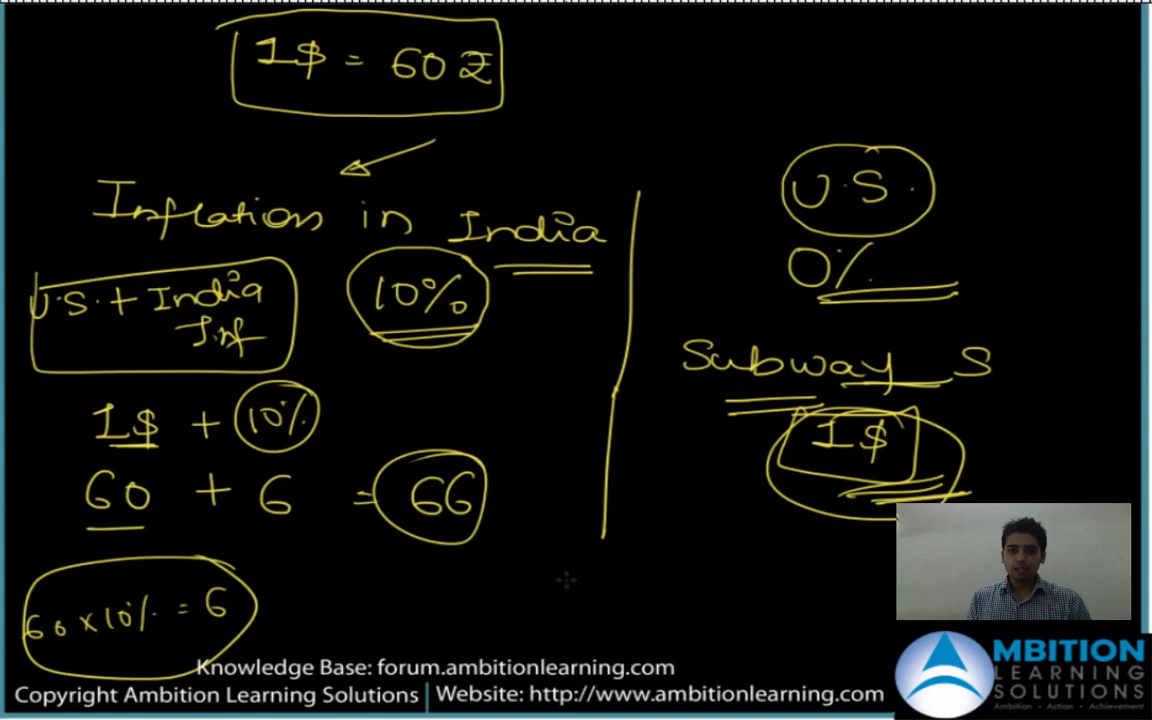 1$ = 60 ₹
Inflation in India
10%
U.S. + India
Inf
1$ + 10%
60 + 6 = 66
60 x 10% = 6
U.S.
0%
Subway S
1$
Knowledge Base: forum.ambitionlearning.com
Copyright Ambition Learning Solutions | Website: http://www.ambitionlearning.com
AMBITION
LEARNING
SOLUTIONS
Ambition - Action - Achievement